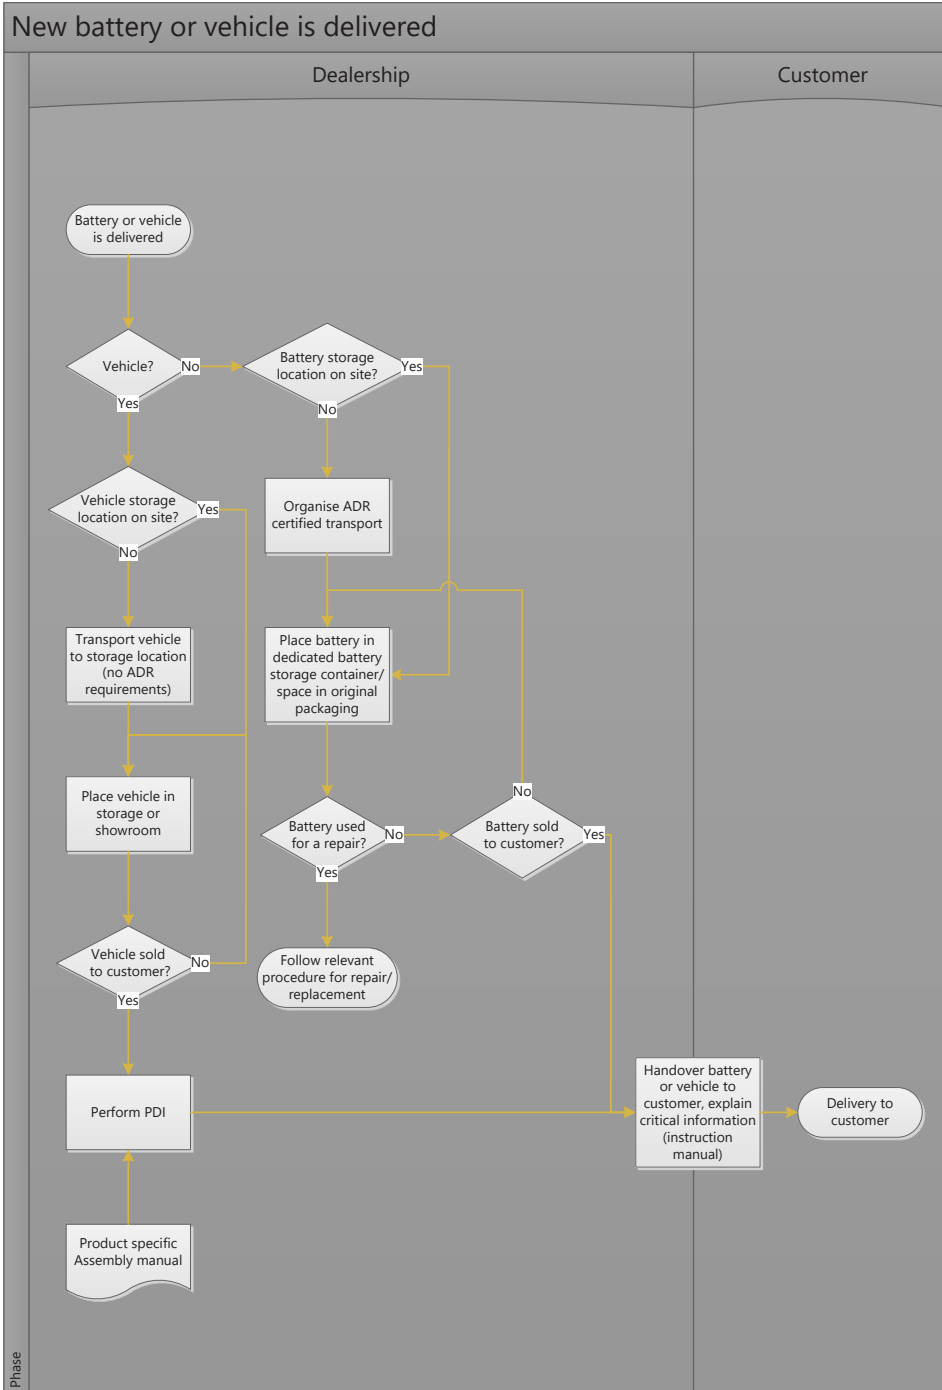 New battery or vehicle is delivered
Dealership
Customer
Battery or vehicle
is delivered
Vehicle?
No
Yes
Battery storage
location on site?
Yes
No
Vehicle storage
location on site?
Yes
No
Organise ADR
certified transport
Transport vehicle
to storage location
(no ADR
requirements)
Place battery in
dedicated battery
storage container/
space in original
packaging
Place vehicle in
storage or
showroom
Battery used
for a repair?
No
Yes
No
Battery sold
to customer?
Yes
Vehicle sold
to customer?
No
Yes
Follow relevant
procedure for repair/
replacement
Perform PDI
Handover battery
or vehicle to
customer, explain
critical information
(instruction
manual)
Delivery to
customer
Product specific
Assembly manual
Phase